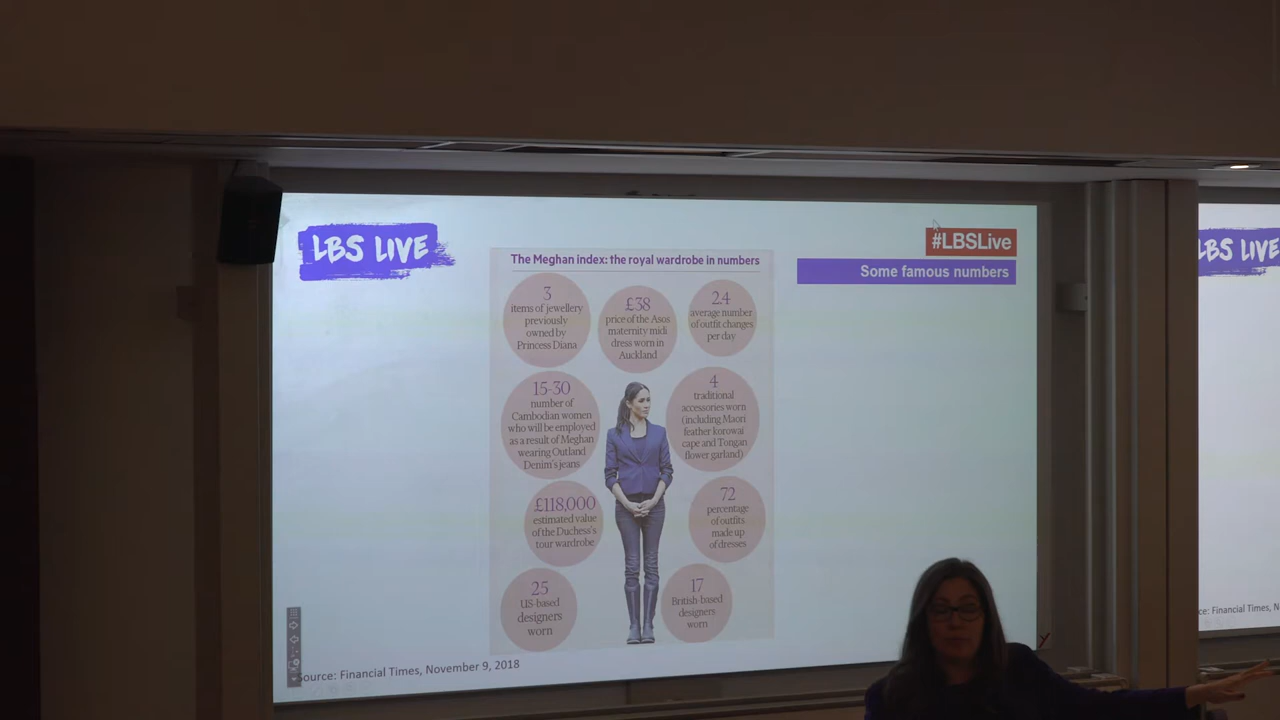 LBS LIVE
#LBSLive
Some famous numbers
The Meghan index: the royal wardrobe in numbers
3
items of jewellery
previously
owned by
Princess Diana
£38
price of the Asos
maternity midi
dress worn in
Auckland
2.4
average number
of outfit changes
per day
15-30
number of
Cambodian women
who will be employed
as a result of Meghan
wearing Outland
Denim's jeans
4
traditional
accessories worn
(including Maori
feather korowai
cape and Tongan
flower garland)
£118,000
estimated value
of the Duchess's
tour wardrobe
72
percentage
of outfits
made up
of dresses
25
US-based
designers
worn
17
British-based
designers
worn
Source: Financial Times, November 9, 2018
LBS LIVE
ce: Financial Times, N